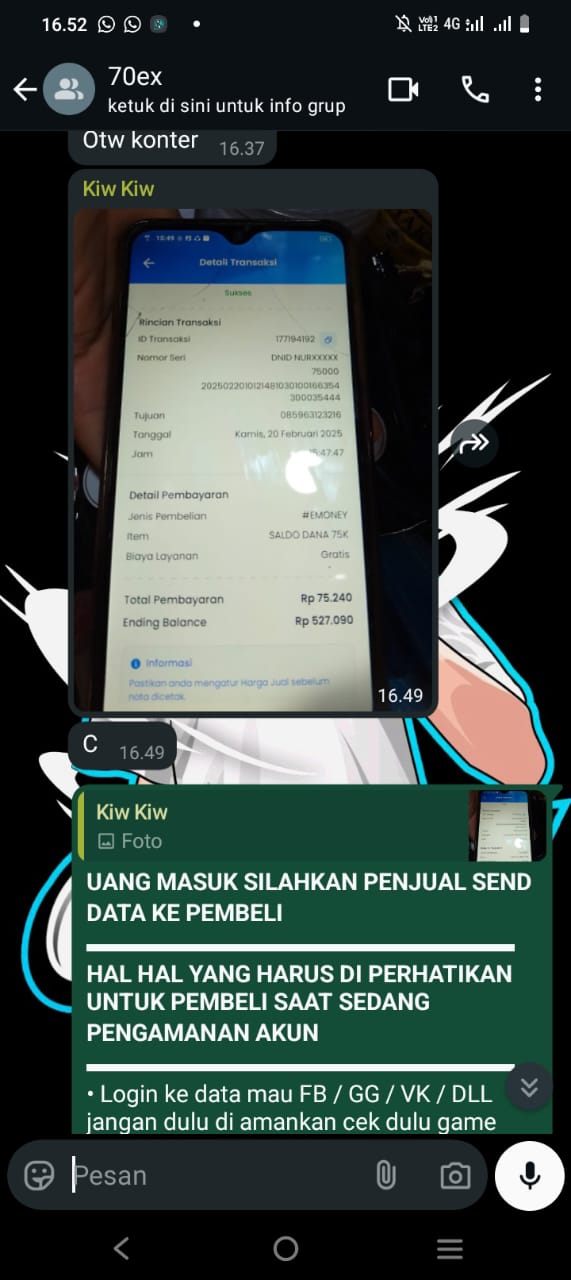 16.52
VoI1 LTE2 4G
70ex
ketuk di sini untuk info grup
Otw konter 16.37
Kiw Kiw
15:49
Detail Transaksi
Sukses
Rincian Transaksi
ID Transaksi 177194192
Nomor Seri DNID NURXXXXX
75000
2025022010121481030100166354
300035444
Tujuan 085963123216
Tanggal Kamis, 20 Februari 2025
Jam 15:47:47
Detail Pembayaran
Jenis Pembelian #EMONEY
Item SALDO DANA 75K
Biaya Layanan Gratis
Total Pembayaran Rp 75.240
Ending Balance Rp 527.090
Informasi
Pastikan anda mengatur Harga Jual sebelum
nota dicetak.
16.49
C 16.49
Kiw Kiw
Foto
UANG MASUK SILAHKAN PENJUAL SEND
DATA KE PEMBELI
HAL HAL YANG HARUS DI PERHATIKAN
UNTUK PEMBELI SAAT SEDANG
PENGAMANAN AKUN
• Login ke data mau FB / GG / VK / DLL
jangan dulu di amankan cek dulu game
Pesan